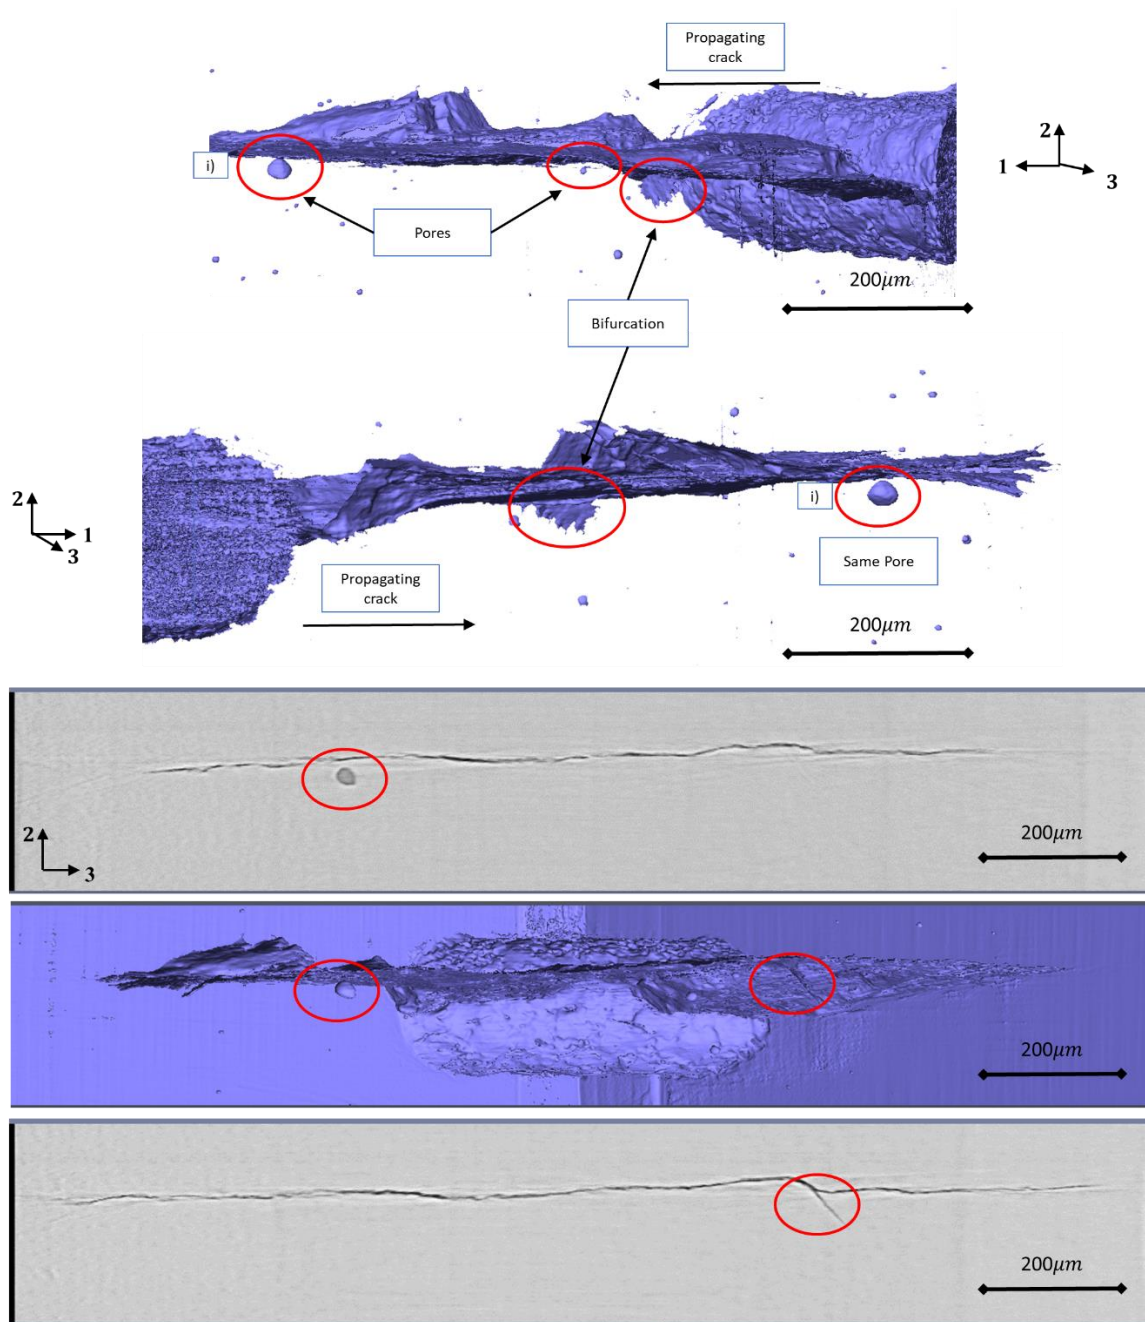 Propagating
crack
2
1
3
i)
Pores
200μm
Bifurcation
2
1
3
i)
Propagating
crack
Same Pore
200μm
200μm
2
3
200μm
200μm